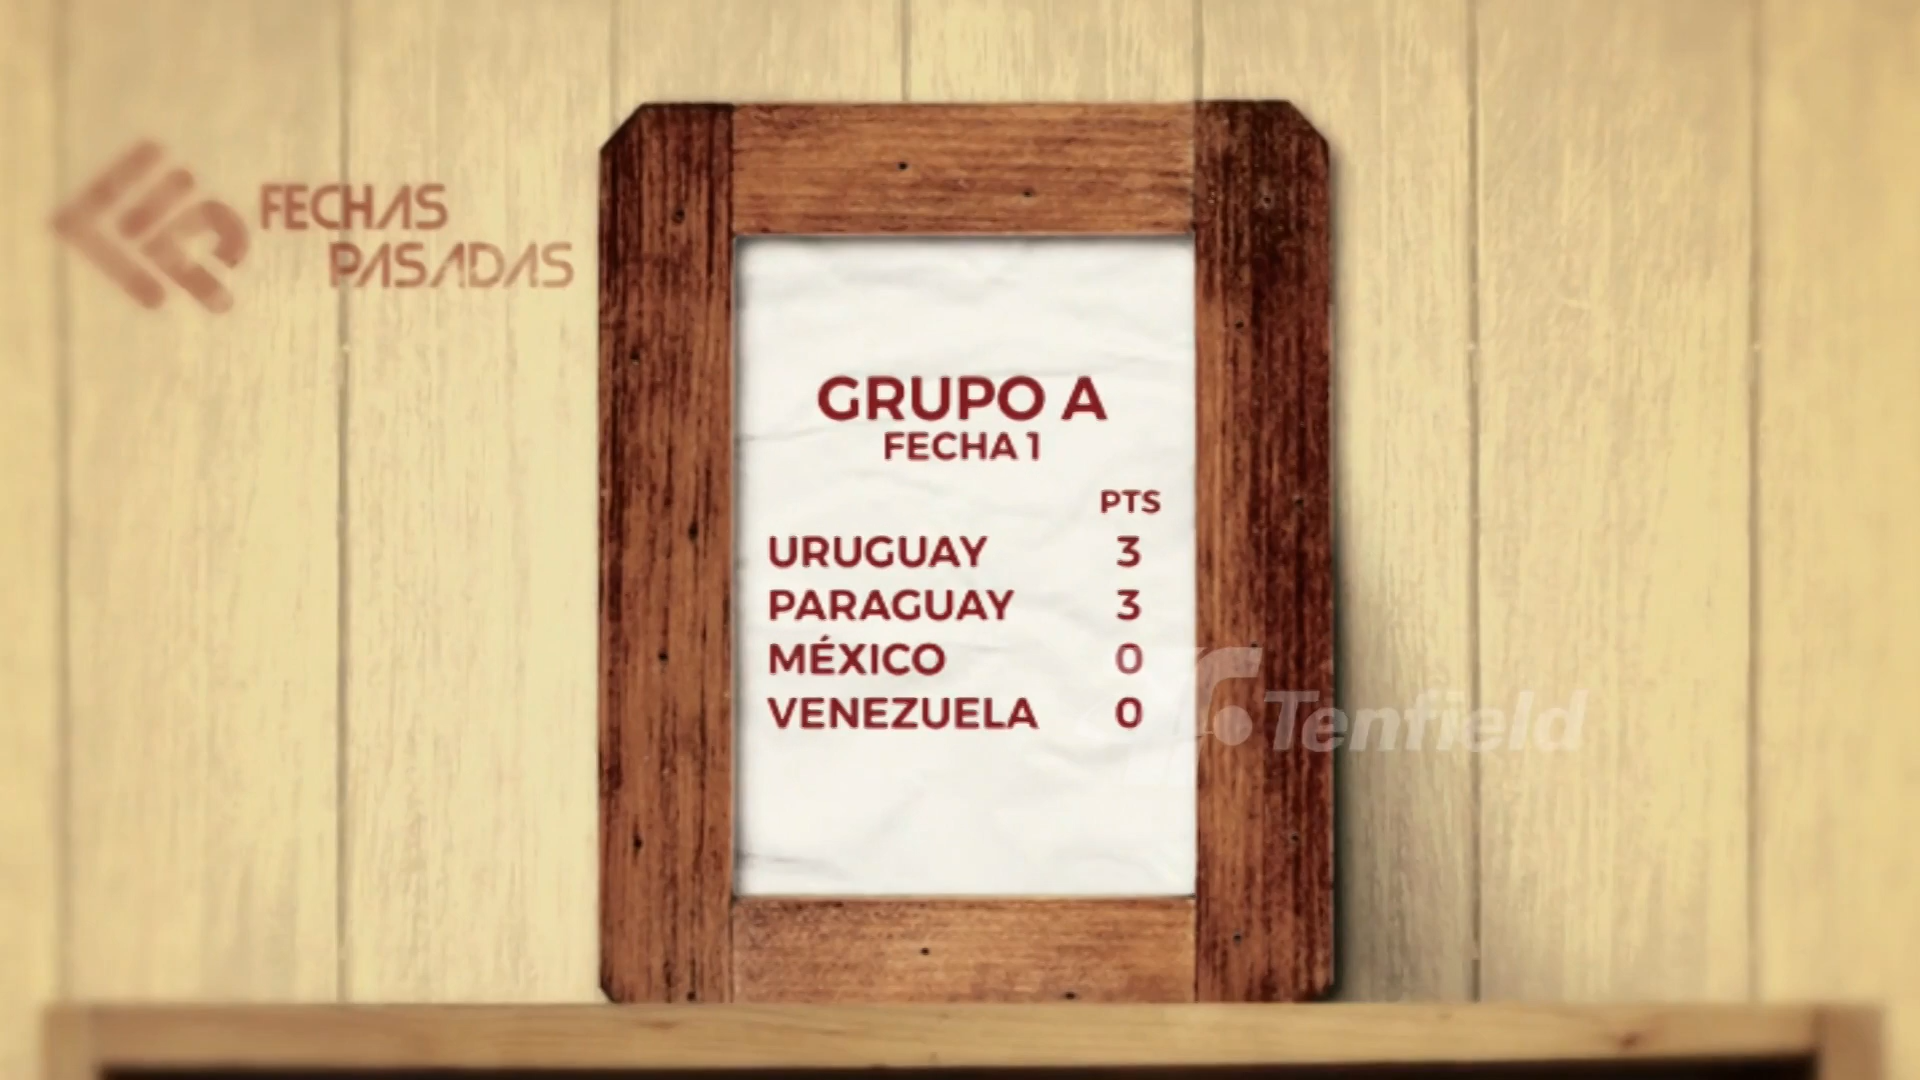 FECHAS
PASADAS
GRUPO A
FECHA 1
PTS
URUGUAY 3
PARAGUAY 3
MÉXICO 0
VENEZUELA 0
Tenfield